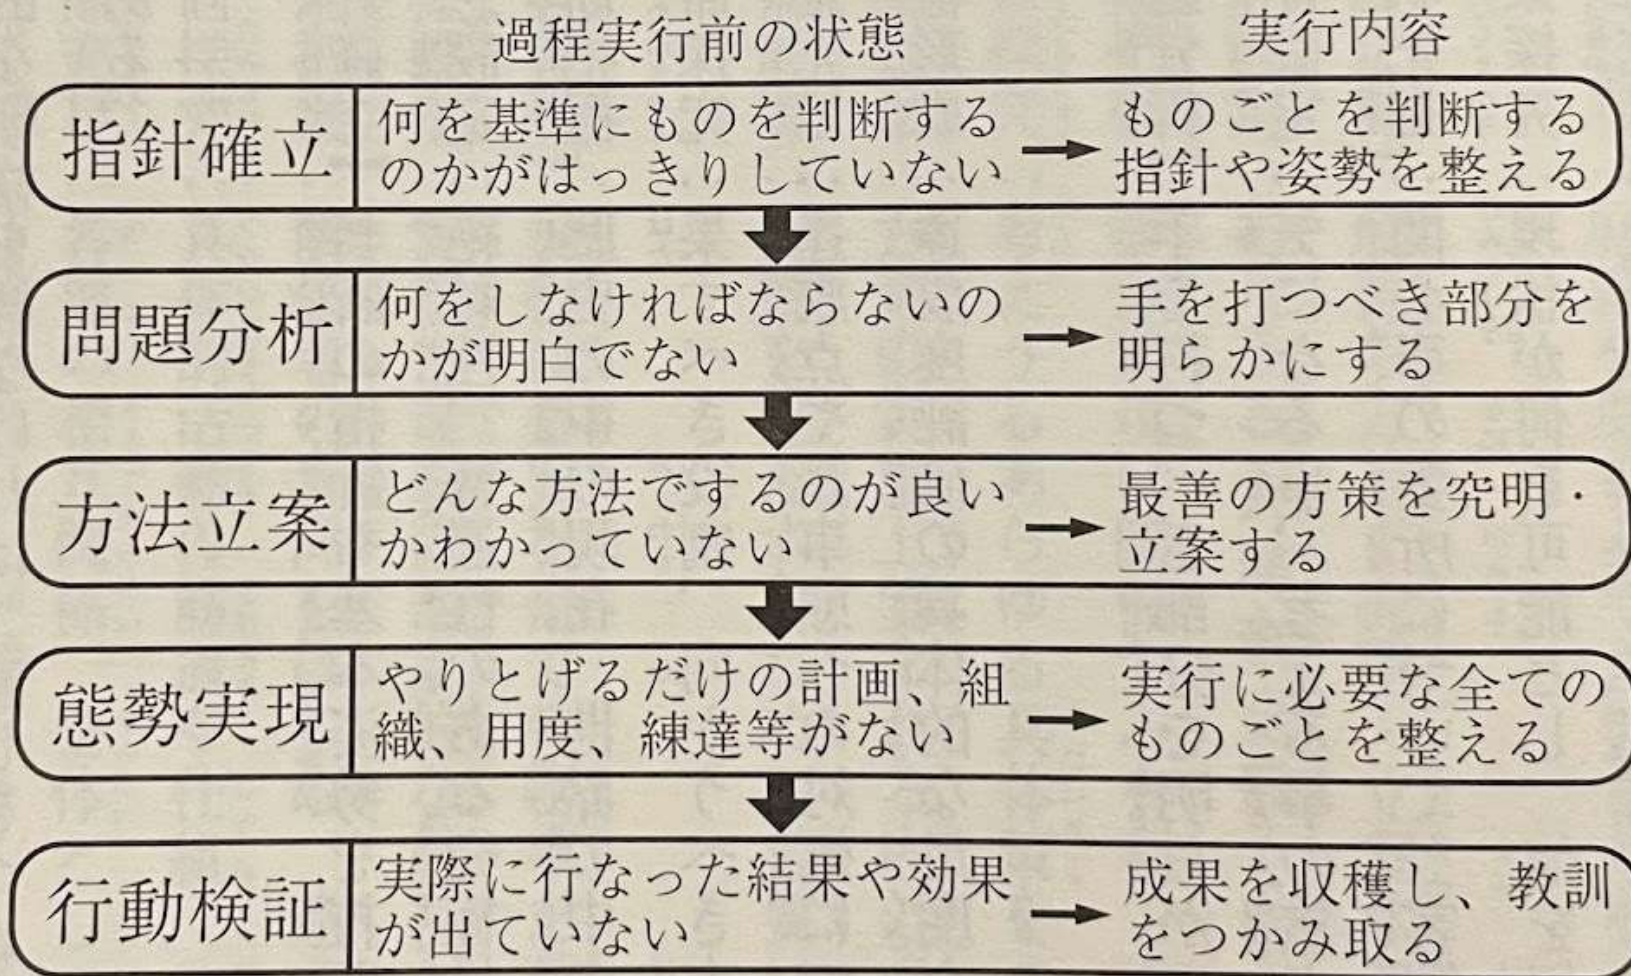 過程実行前の状態
実行内容
指針確立
何を基準にものを判断する
のかがはっきりしていない
ものごとを判断する
指針や姿勢を整える
問題分析
何をしなければならないの
かが明白でない
手を打つべき部分を
明らかにする
方法立案
どんな方法でするのが良い
かわかっていない
最善の方策を究明・
立案する
態勢実現
やりとげるだけの計画、組
織、用度、練達等がない
実行に必要な全ての
ものごとを整える
行動検証
実際に行なった結果や効果
が出ていない
成果を収穫し、教訓
をつかみ取る